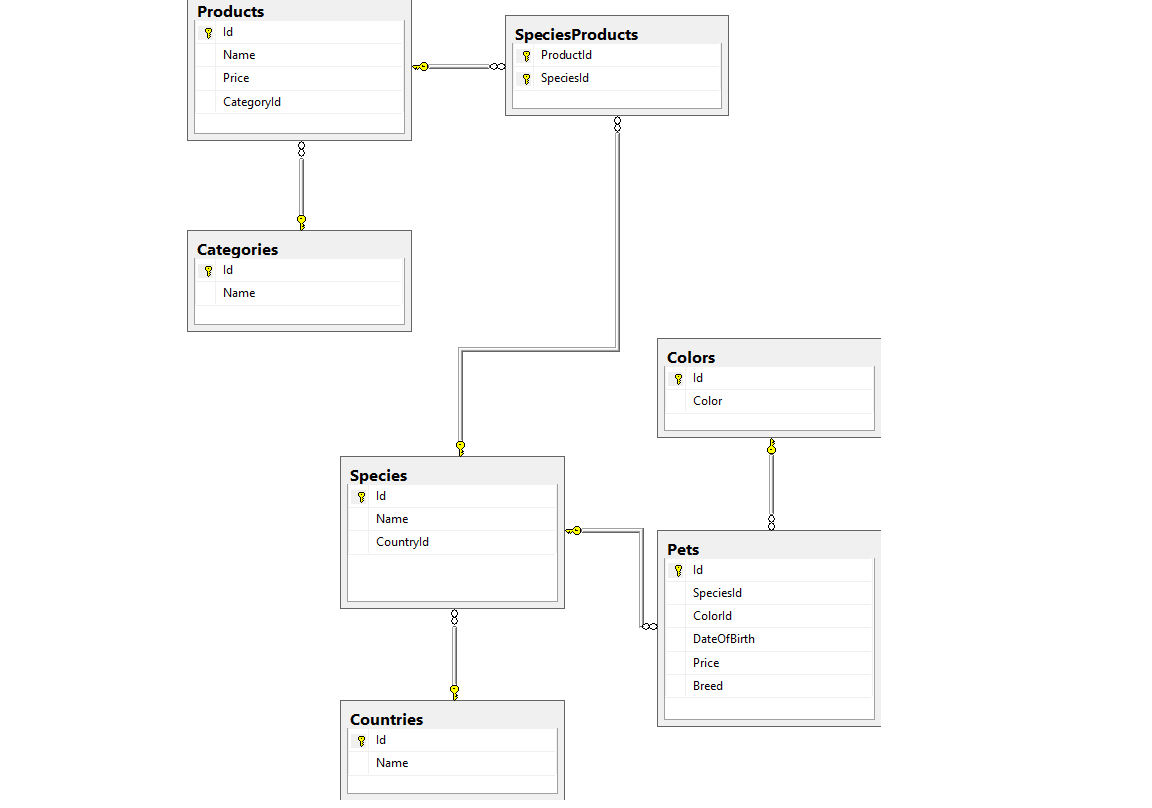 Products
Id
Name
Price
CategoryId
SpeciesProducts
ProductId
SpeciesId
Categories
Id
Name
Colors
Id
Color
Species
Id
Name
CountryId
Pets
Id
SpeciesId
ColorId
DateOfBirth
Price
Breed
Countries
Id
Name